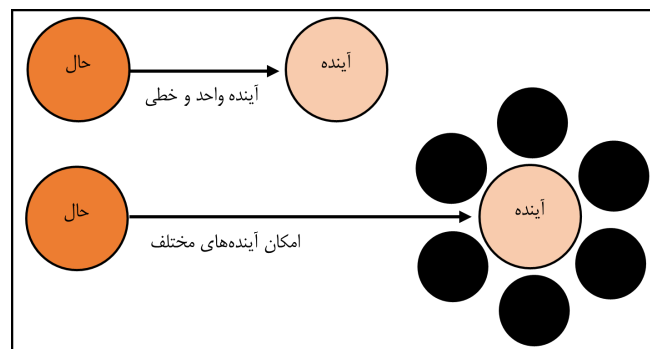 حال
آینده
آینده واحد و خطی
حال
آینده
امکان آینده‌های مختلف